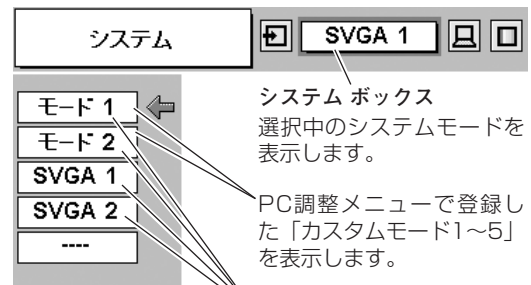 システム
SVGA 1
モード 1
モード 2
SVGA 1
SVGA 2
----
システム ボックス
選択中のシステムモードを
表示します。
PC調整メニューで登録し
た「カスタムモード1～5」
を表示します。